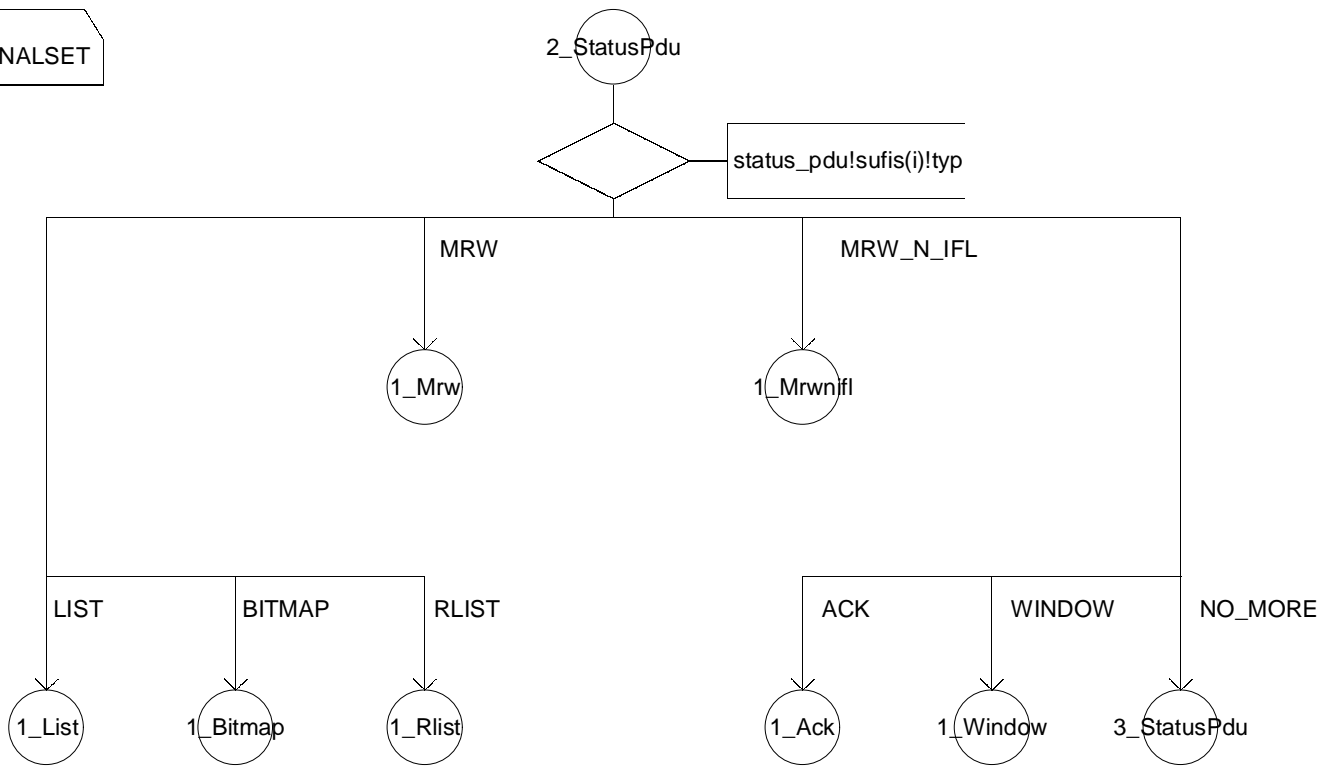 NALSET
2_StatusPdu
status_pdu!sufis(i)!typ
MRW
MRW_N_IFL
1_Mrw
1_Mrwnifl
LIST
BITMAP
RLIST
ACK
WINDOW
NO_MORE
1_List
1_Bitmap
1_Rlist
1_Ack
1_Window
3_StatusPdu